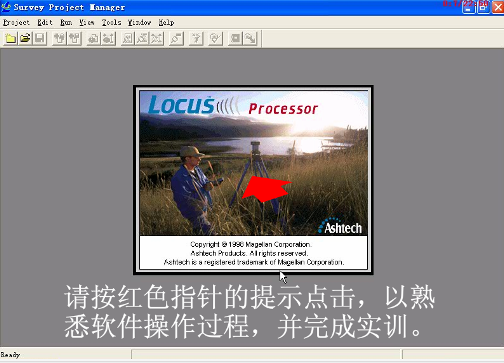 Survey Project Manager
Project Edit Run View Tools Window Help
Locus Processor
Ashtech
Copyright © 1998 Magellan Corporation.
Ashtech Products. All rights reserved.
Ashtech is a registered trademark of Magellan Corporation.
请按红色指针的提示点击，以熟
悉软件操作过程，并完成实训。
Ready